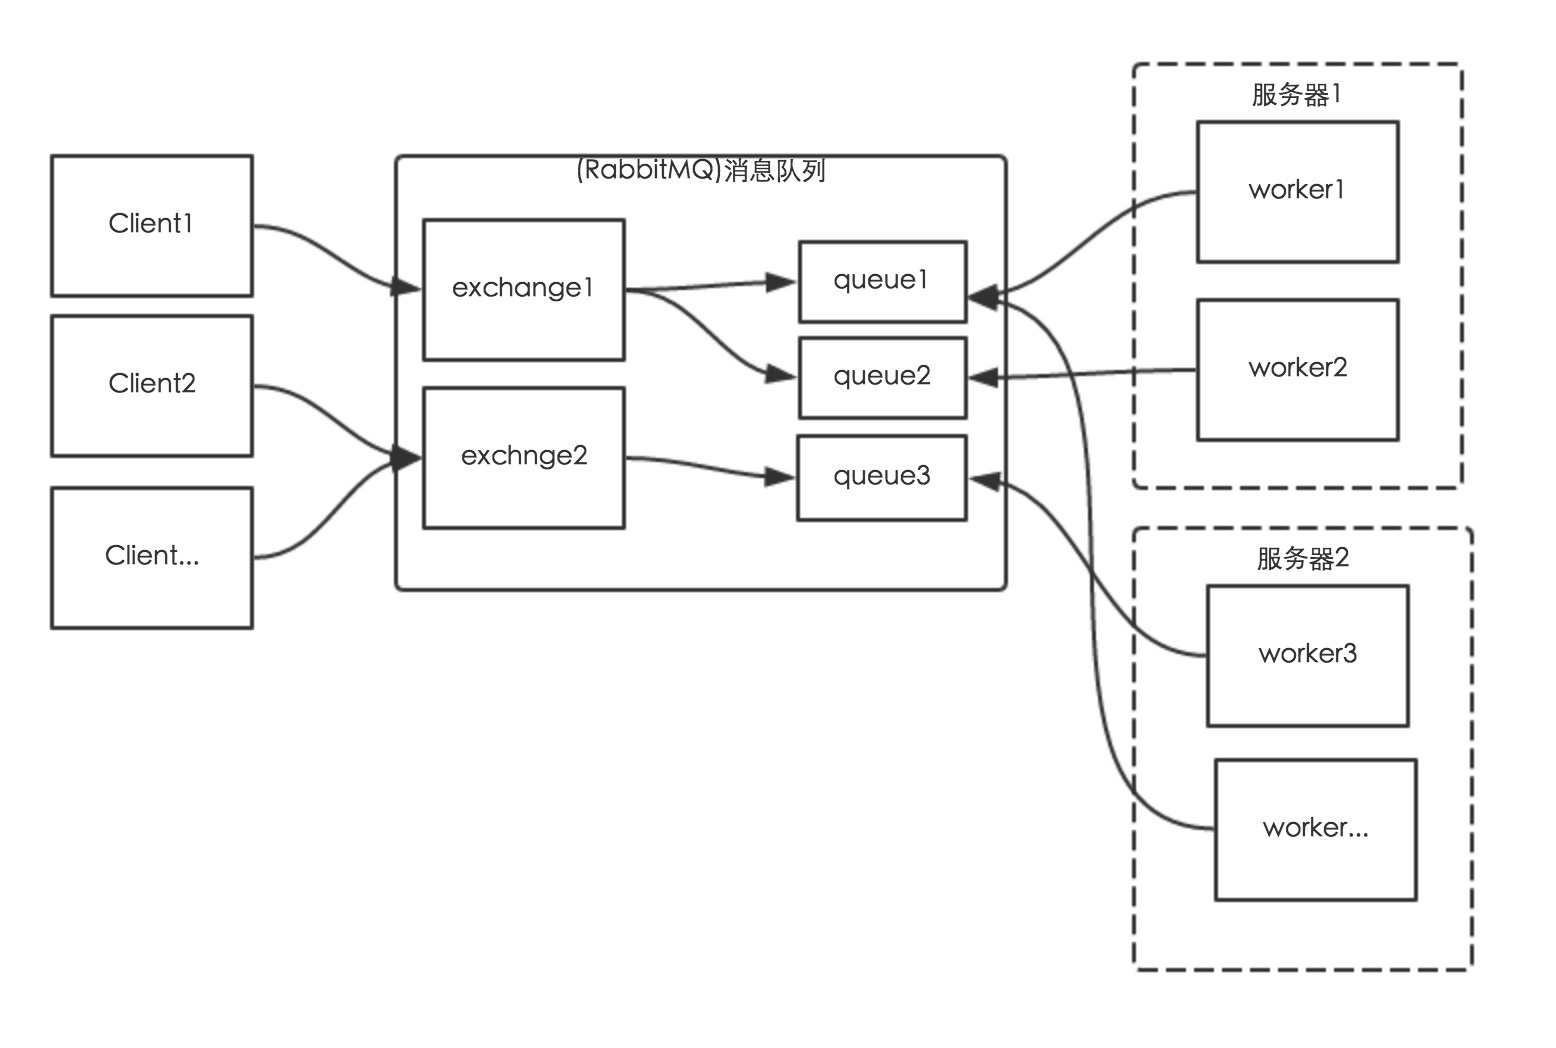 Client1
Client2
Client...
(RabbitMQ)消息队列
exchange1
exchnge2
queue1
queue2
queue3
服务器1
worker1
worker2
服务器2
worker3
worker...